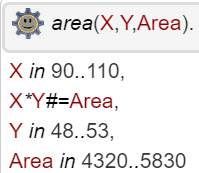 area(X,Y,Area).
X in 90..110,
X*Y#=Area,
Y in 48..53,
Area in 4320..5830